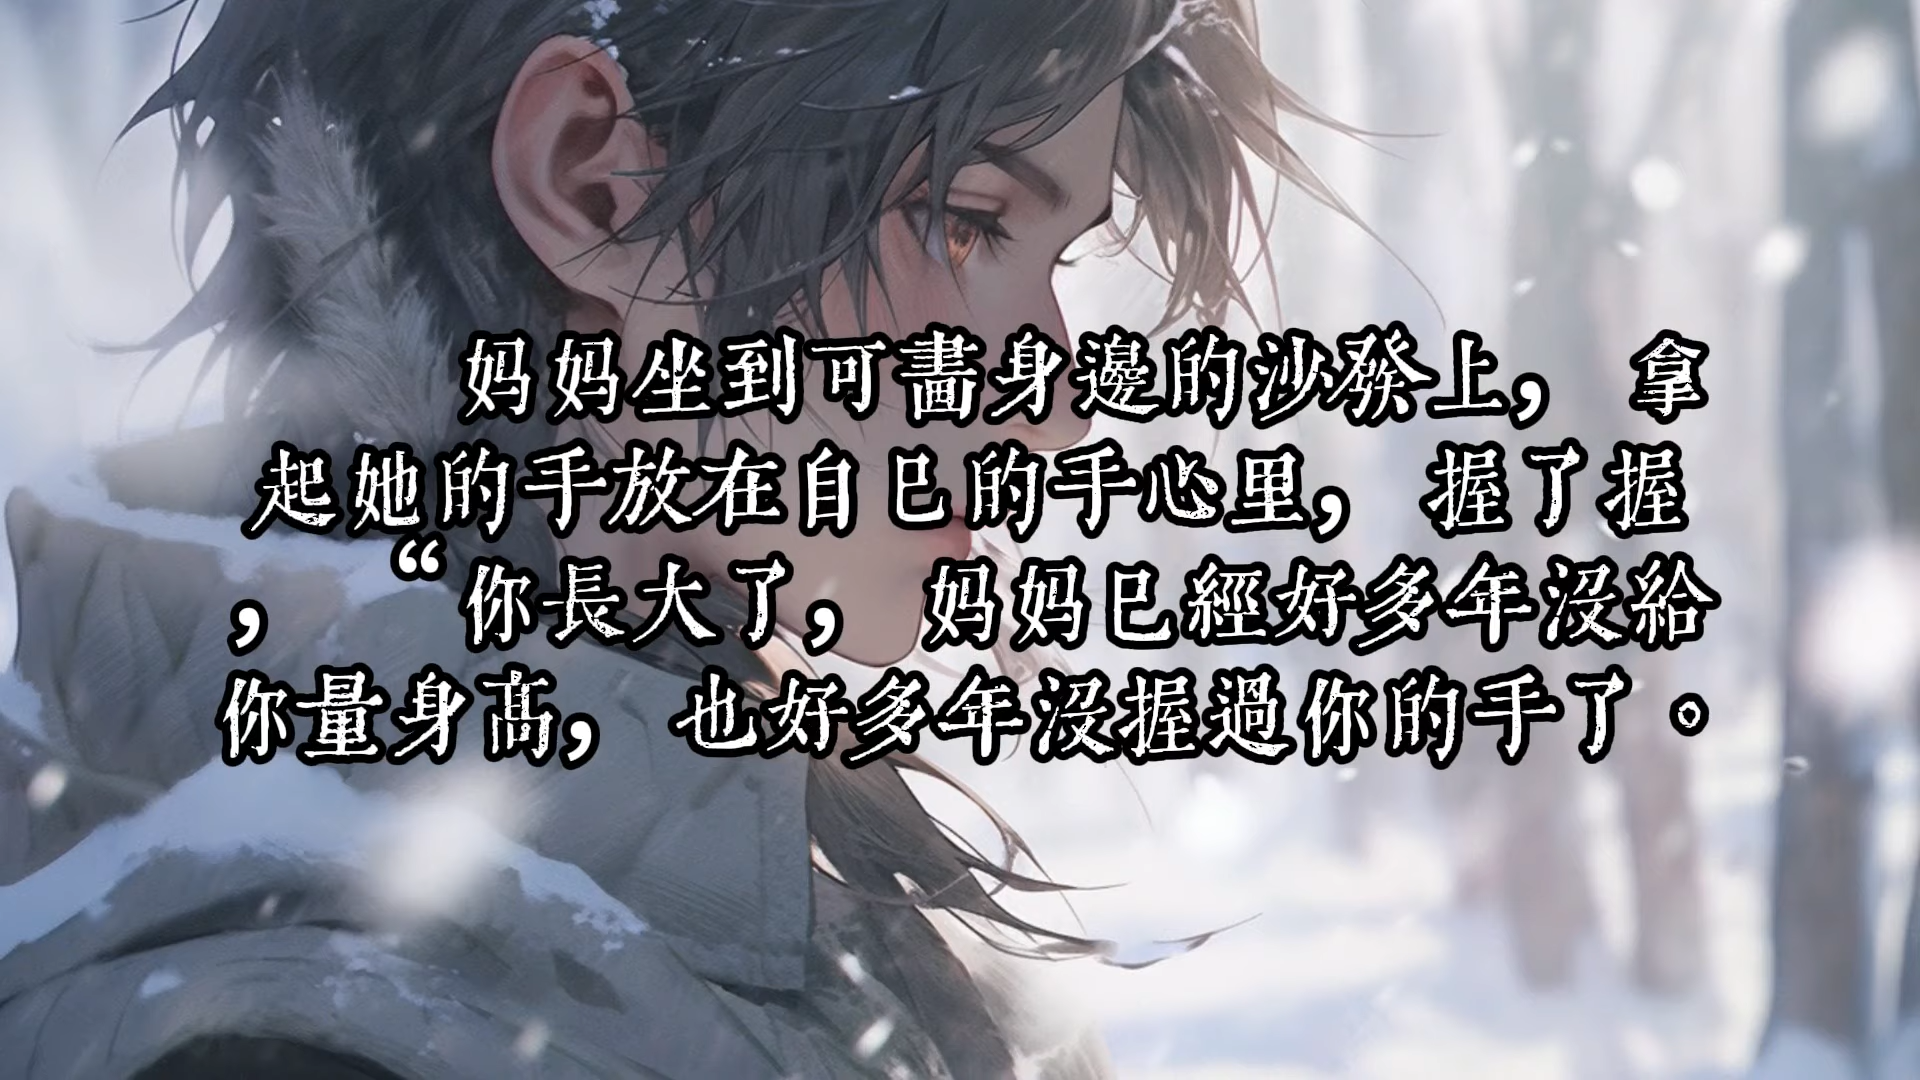 妈妈坐到可畵身邊的沙發上， 拿
起她的手放在自已的手心里， 握了握
， “你長大了， 妈妈已經好多年沒給
你量身高， 也好多年沒握過你的手了。